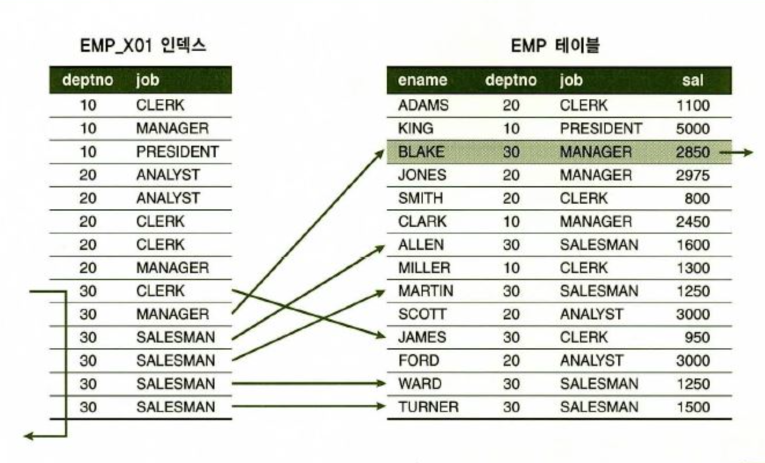 EMP_X01 인덱스
deptno job
10 CLERK
10 MANAGER
10 PRESIDENT
20 ANALYST
20 ANALYST
20 CLERK
20 CLERK
20 MANAGER
30 CLERK
30 MANAGER
30 SALESMAN
30 SALESMAN
30 SALESMAN
30 SALESMAN
EMP 테이블
ename deptno job sal
ADAMS 20 CLERK 1100
KING 10 PRESIDENT 5000
BLAKE 30 MANAGER 2850
JONES 20 MANAGER 2975
SMITH 20 CLERK 800
CLARK 10 MANAGER 2450
ALLEN 30 SALESMAN 1600
MILLER 10 CLERK 1300
MARTIN 30 SALESMAN 1250
SCOTT 20 ANALYST 3000
JAMES 30 CLERK 950
FORD 20 ANALYST 3000
WARD 30 SALESMAN 1250
TURNER 30 SALESMAN 1500